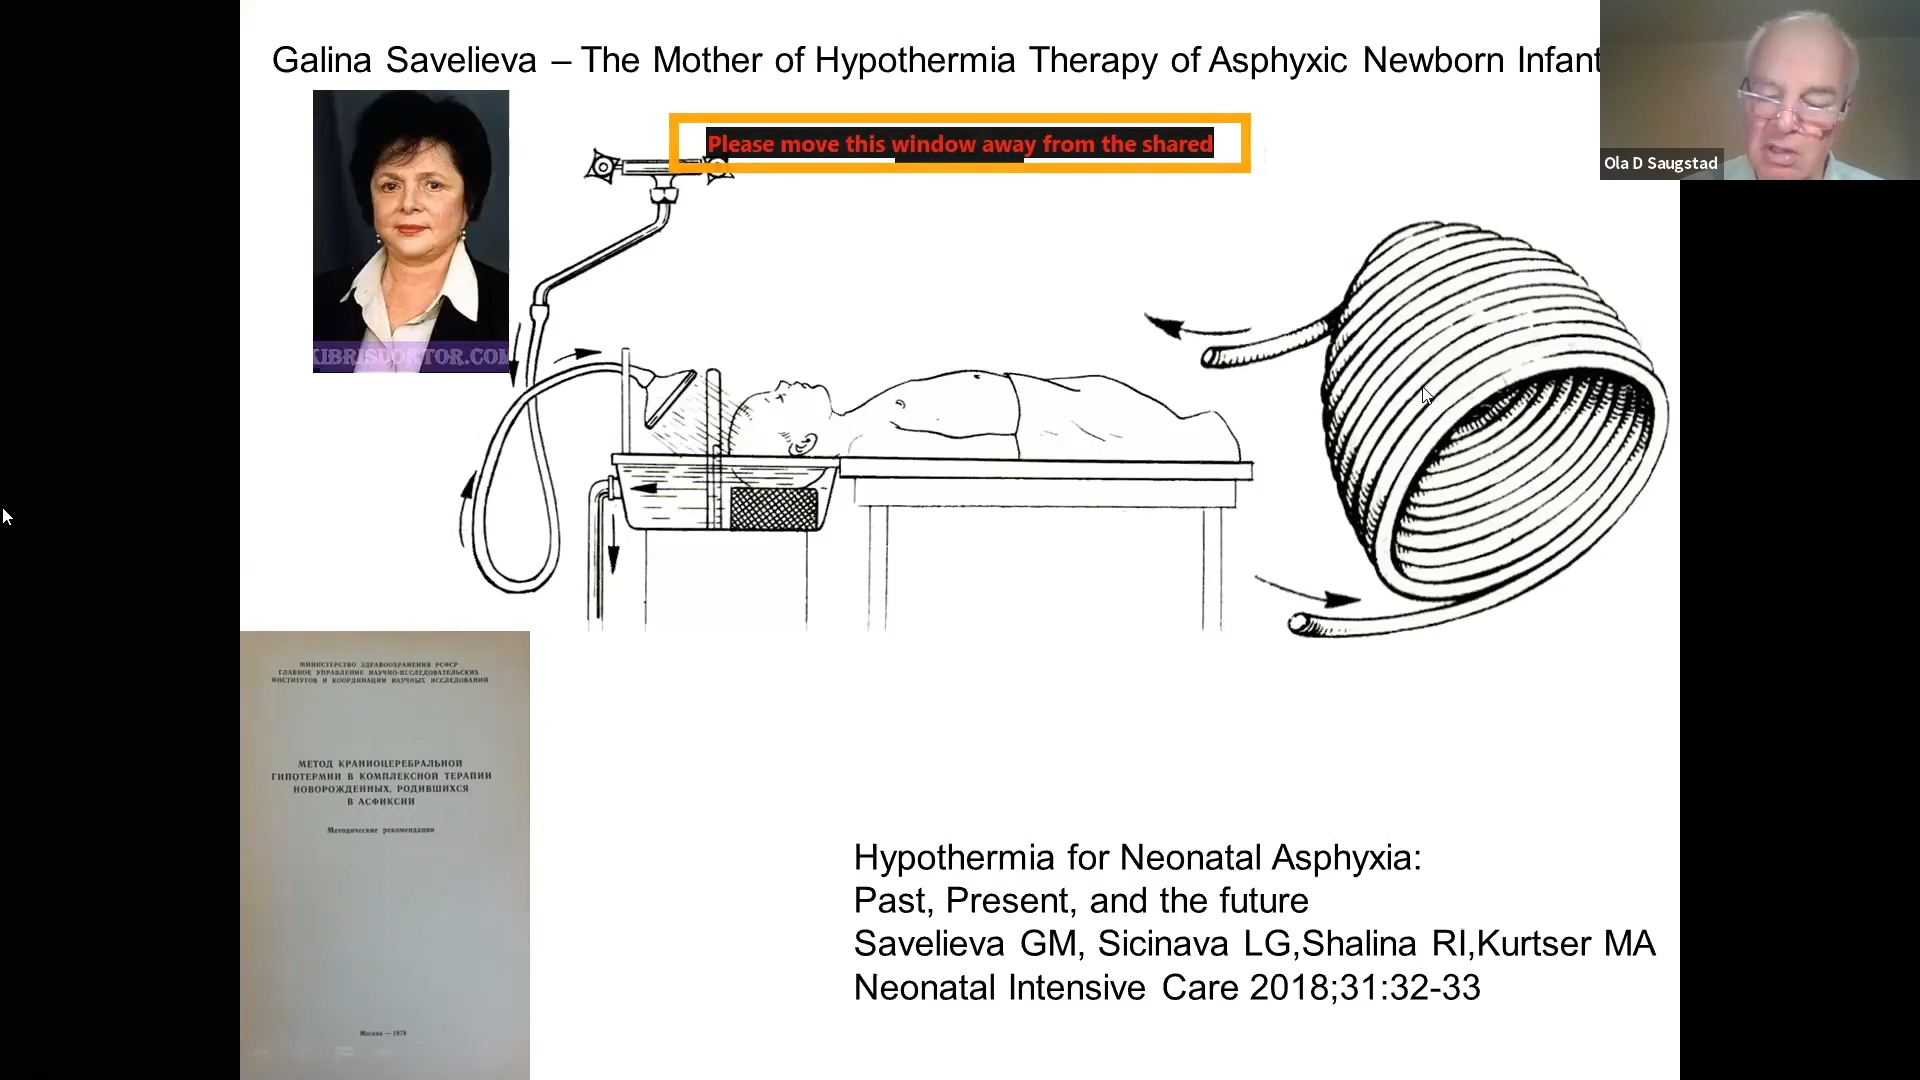 Galina Savelieva – The Mother of Hypothermia Therapy of Asphyxic Newborn Infant
Please move this window away from the shared
Ola D Saugstad
KIBRISDORTOR.COM
МИНИСТЕРСТВО ЗДРАВООХРАНЕНИЯ РСФСР
ГЛАВНОЕ УПРАВЛЕНИЕ НАУЧНО-ИССЛЕДОВАТЕЛЬСКИХ
ИНСТИТУТОВ И КООРДИНАЦИИ НАУЧНЫХ ИССЛЕДОВАНИЙ
МЕТОД КРАНИОЦЕРЕБРАЛЬНОЙ
ГИПОТЕРМИИ В КОМПЛЕКСНОЙ ТЕРАПИИ
НОВОРОЖДЕННЫХ, РОДИВШИХСЯ
В АСФИКСИИ
Методические рекомендации
Москва — 1979
Hypothermia for Neonatal Asphyxia:
Past, Present, and the future
Savelieva GM, Sicinava LG,Shalina RI,Kurtser MA
Neonatal Intensive Care 2018;31:32-33